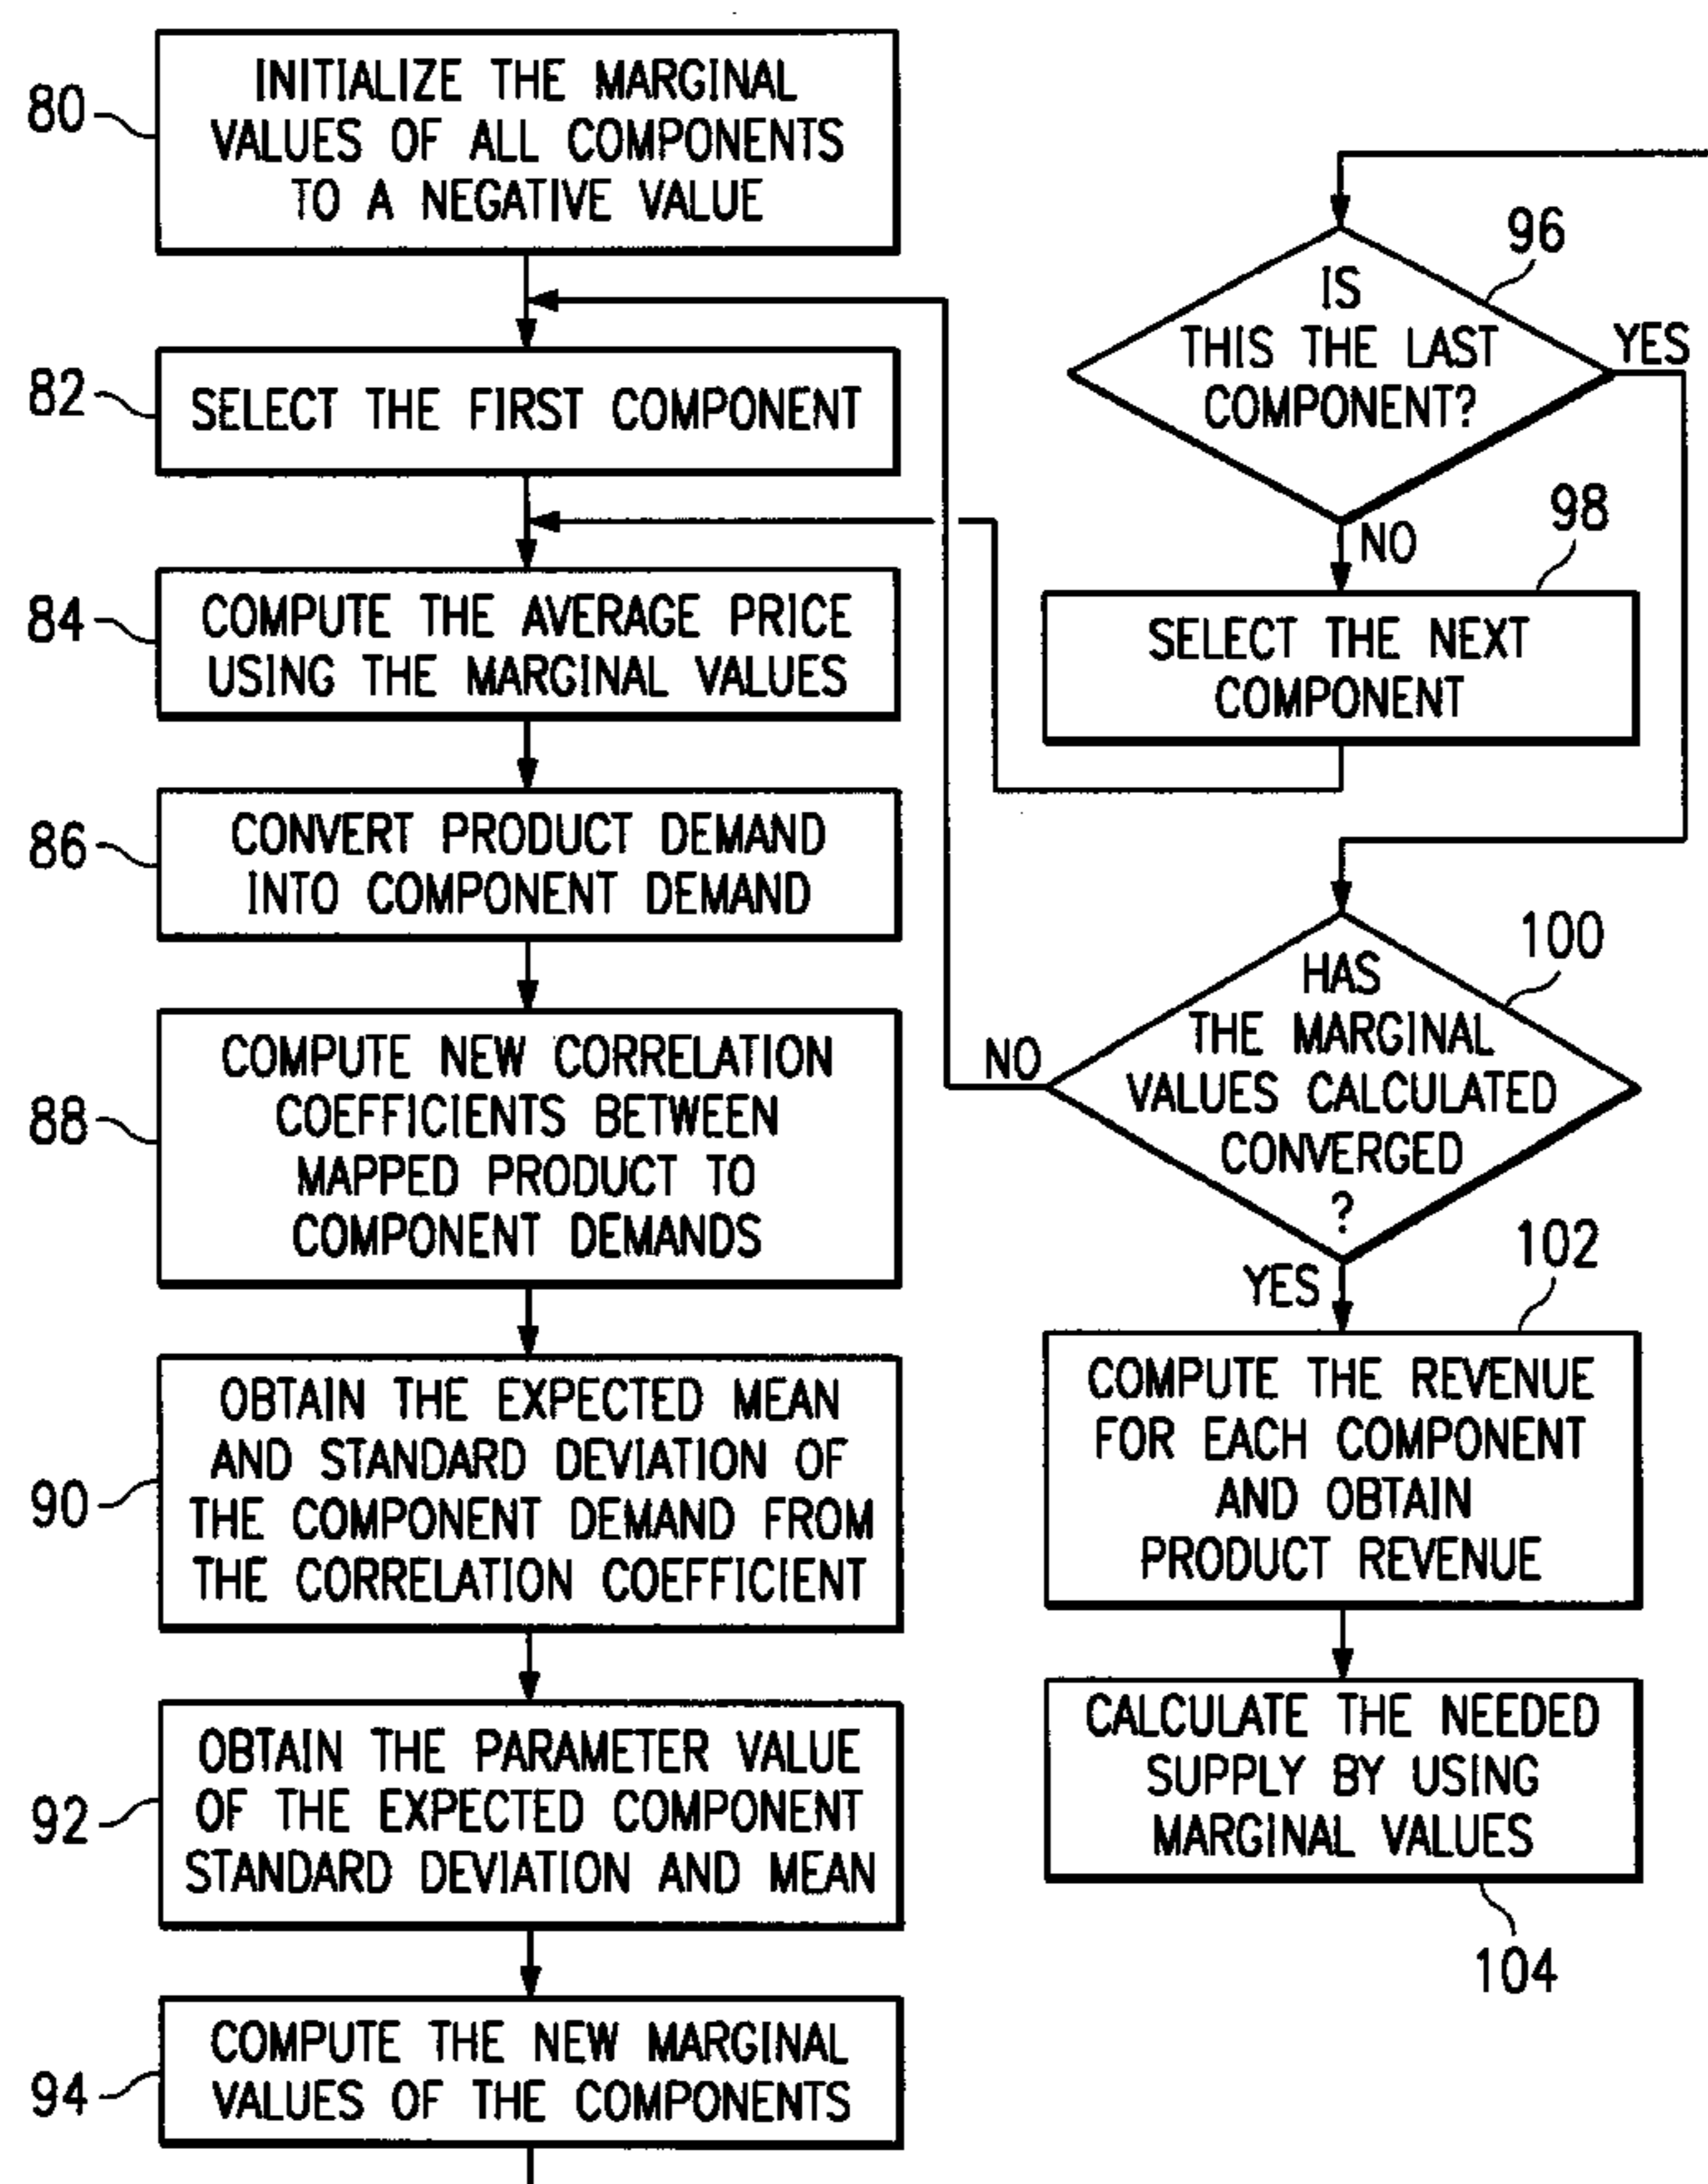 80
INITIALIZE THE MARGINAL
VALUES OF ALL COMPONENTS
TO A NEGATIVE VALUE
82
SELECT THE FIRST COMPONENT
84
COMPUTE THE AVERAGE PRICE
USING THE MARGINAL VALUES
86
CONVERT PRODUCT DEMAND
INTO COMPONENT DEMAND
88
COMPUTE NEW CORRELATION
COEFFICIENTS BETWEEN
MAPPED PRODUCT TO
COMPONENT DEMANDS
90
OBTAIN THE EXPECTED MEAN
AND STANDARD DEVIATION OF
THE COMPONENT DEMAND FROM
THE CORRELATION COEFFICIENT
92
OBTAIN THE PARAMETER VALUE
OF THE EXPECTED COMPONENT
STANDARD DEVIATION AND MEAN
94
COMPUTE THE NEW MARGINAL
VALUES OF THE COMPONENTS
96
IS
THIS THE LAST
COMPONENT?
YES
NO
98
SELECT THE NEXT
COMPONENT
100
HAS
THE MARGINAL
VALUES CALCULATED
CONVERGED
?
NO
YES
102
COMPUTE THE REVENUE
FOR EACH COMPONENT
AND OBTAIN
PRODUCT REVENUE
CALCULATE THE NEEDED
SUPPLY BY USING
MARGINAL VALUES
104